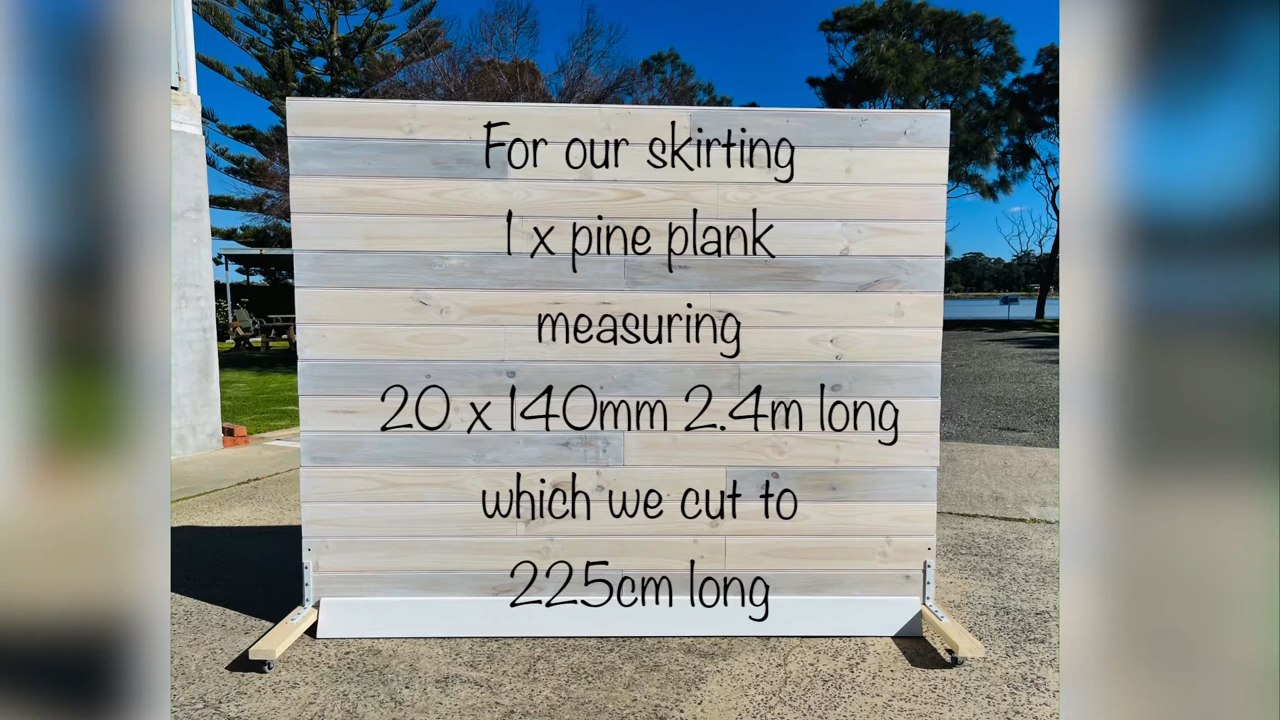 For our skirting
1 x pine plank
measuring
20 x 140mm 2.4m long
which we cut to
225cm long